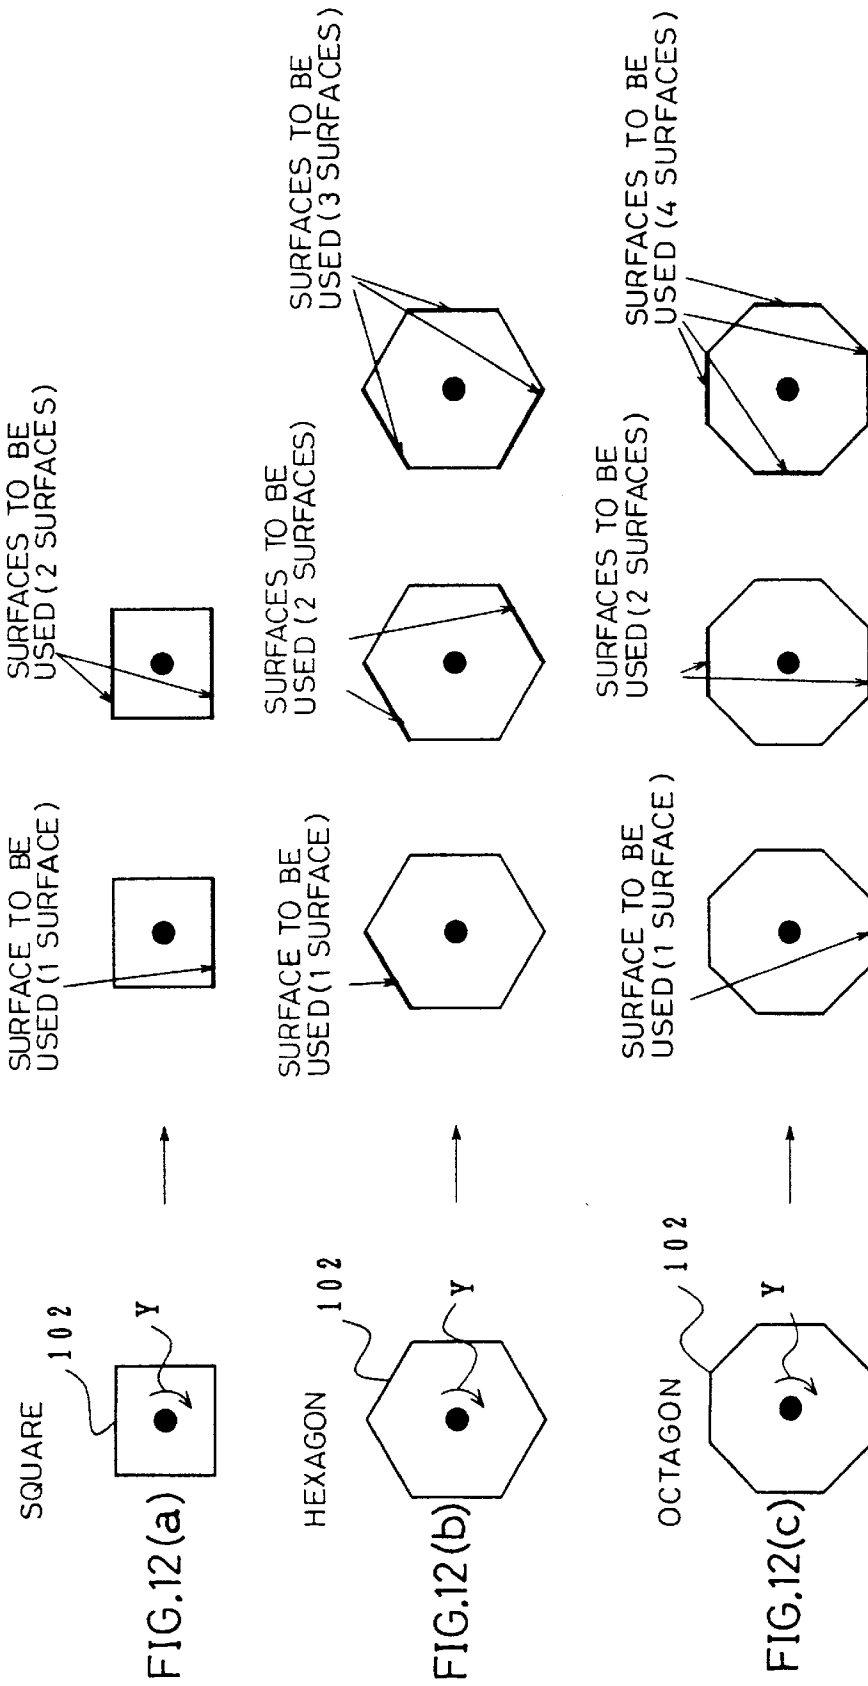 FIG.12(a)
SQUARE
102
Y
SURFACE TO BE
USED(1 SURFACE)
SURFACES TO BE
USED(2 SURFACES)
FIG.12(b)
HEXAGON
102
Y
SURFACE TO BE
USED(1 SURFACE)
SURFACES TO BE
USED(2 SURFACES)
SURFACES TO BE
USED(3 SURFACES)
FIG.12(c)
OCTAGON
102
Y
SURFACE TO BE
USED(1 SURFACE)
SURFACES TO BE
USED(2 SURFACES)
SURFACES TO BE
USED(4 SURFACES)